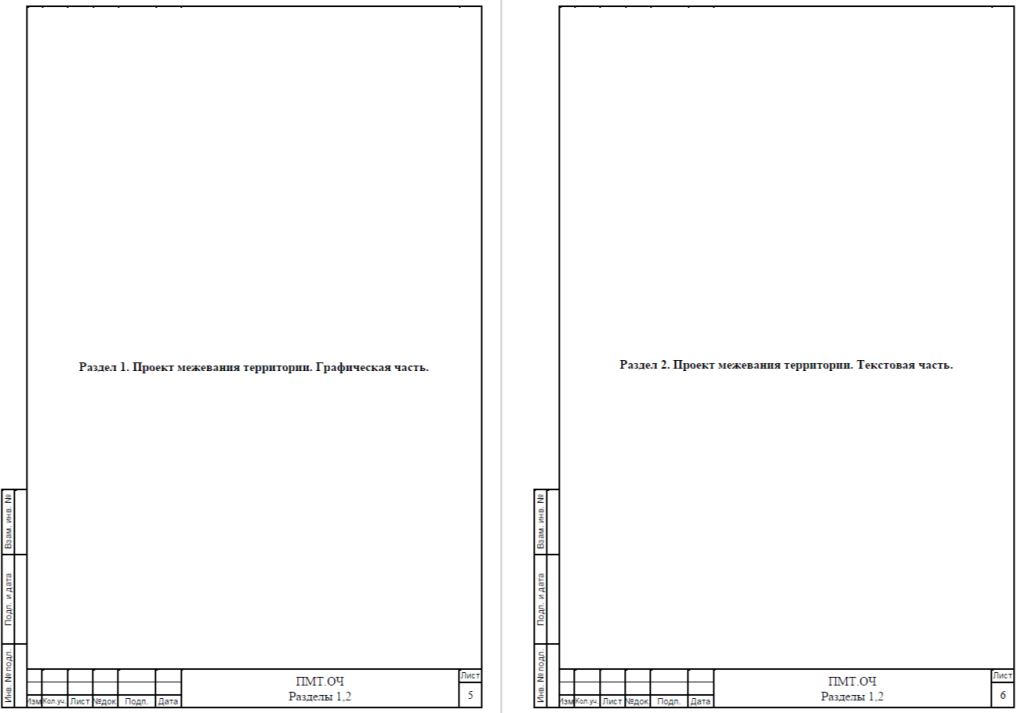 Раздел 1. Проект межевания территории. Графическая часть.
Взам. инв. №
Подп. и дата
Инв. № подл.
Изм Кол.уч. Лист №док Подп. Дата
ПМТ.ОЧ
Разделы 1,2
Лист
5
Раздел 2. Проект межевания территории. Текстовая часть.
Взам. инв. №
Подп. и дата
Инв. № подл.
Изм Кол.уч. Лист №док Подп. Дата
ПМТ.ОЧ
Разделы 1,2
Лист
6